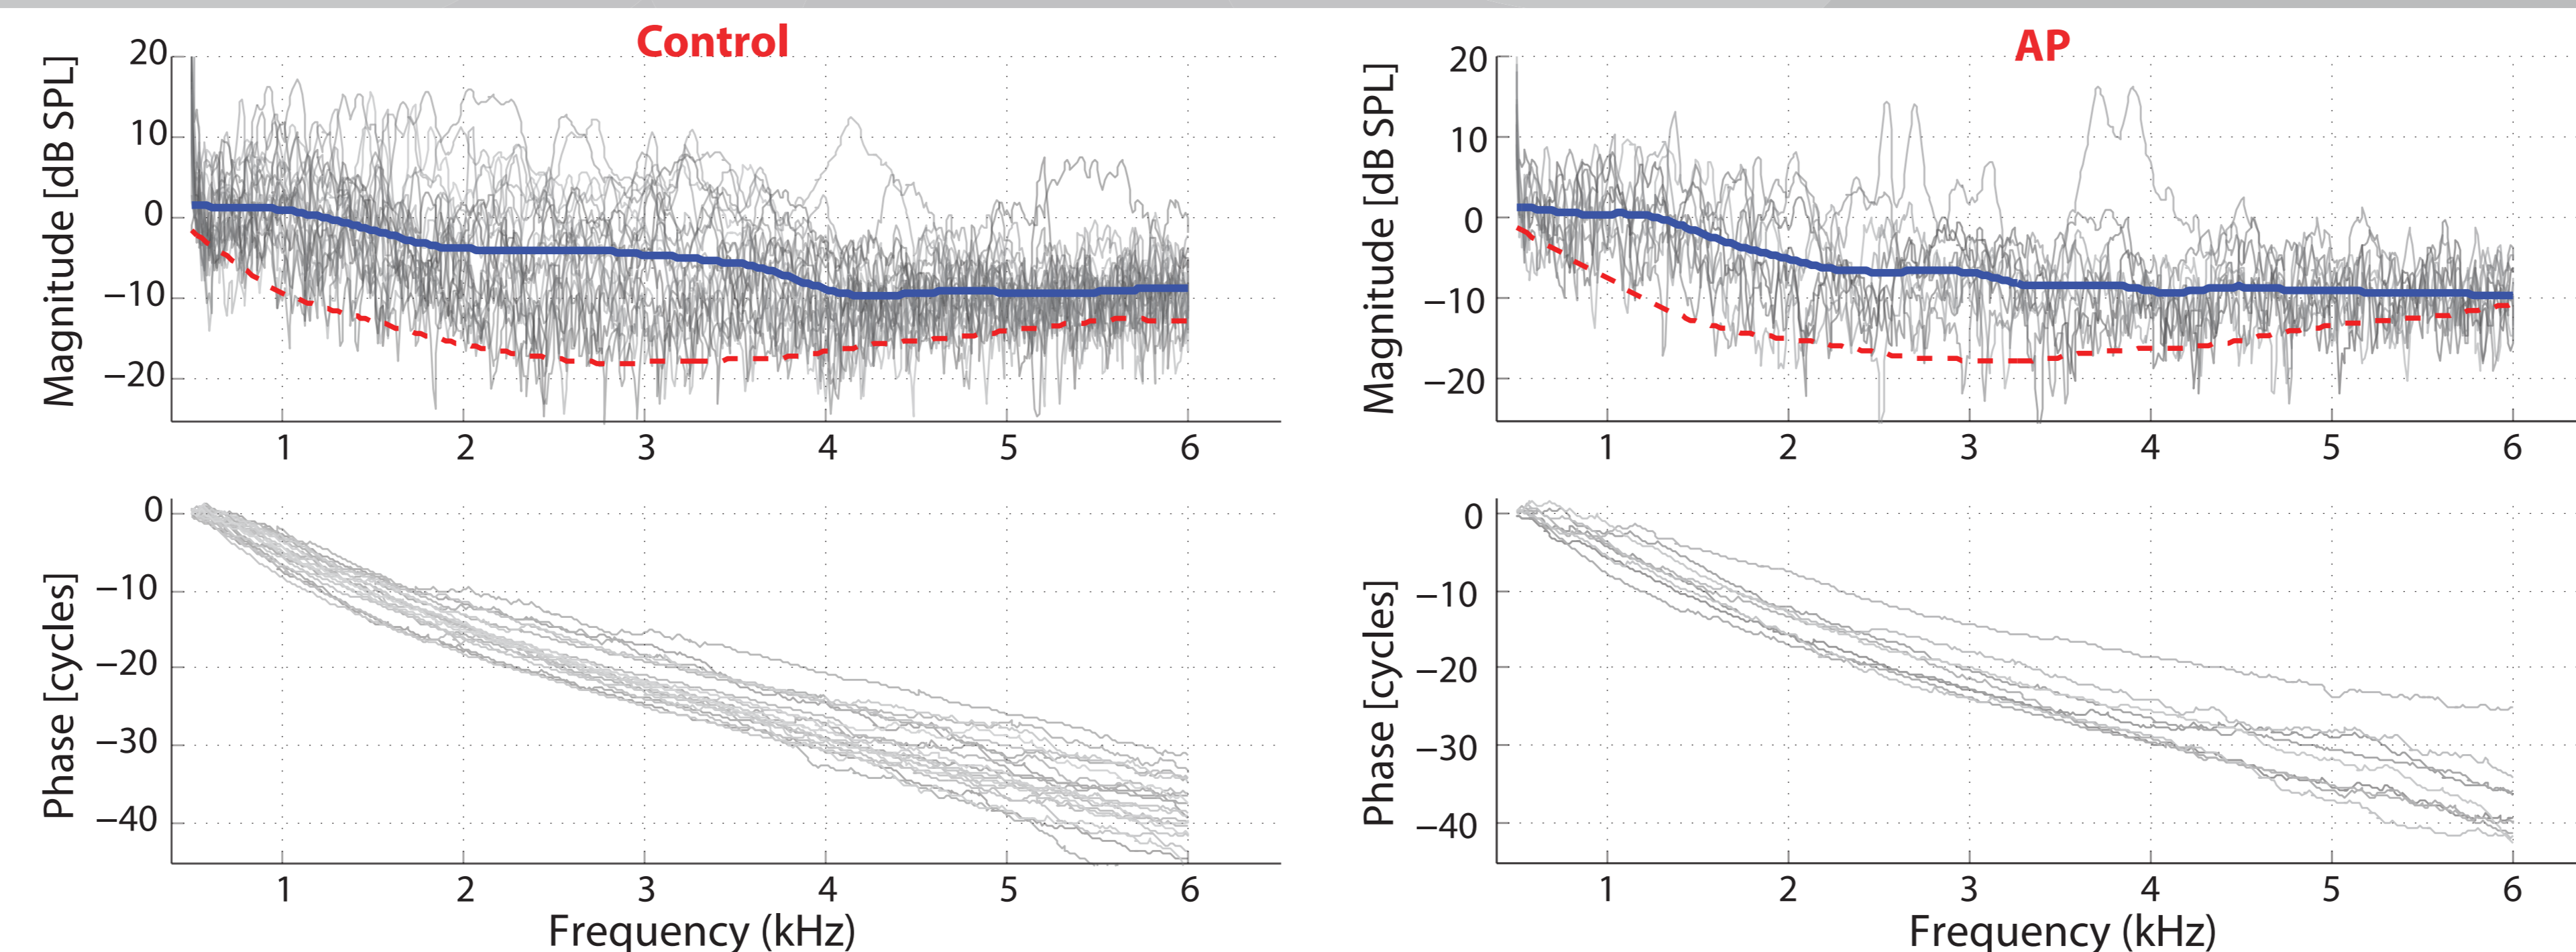 Control
Magnitude [dB SPL]
20
10
0
−10
−20
1 2 3 4 5 6
AP
Magnitude [dB SPL]
20
10
0
−10
−20
1 2 3 4 5 6
Phase [cycles]
0
−10
−20
−30
−40
1 2 3 4 5 6
Frequency (kHz)
Phase [cycles]
0
−10
−20
−30
−40
1 2 3 4 5 6
Frequency (kHz)